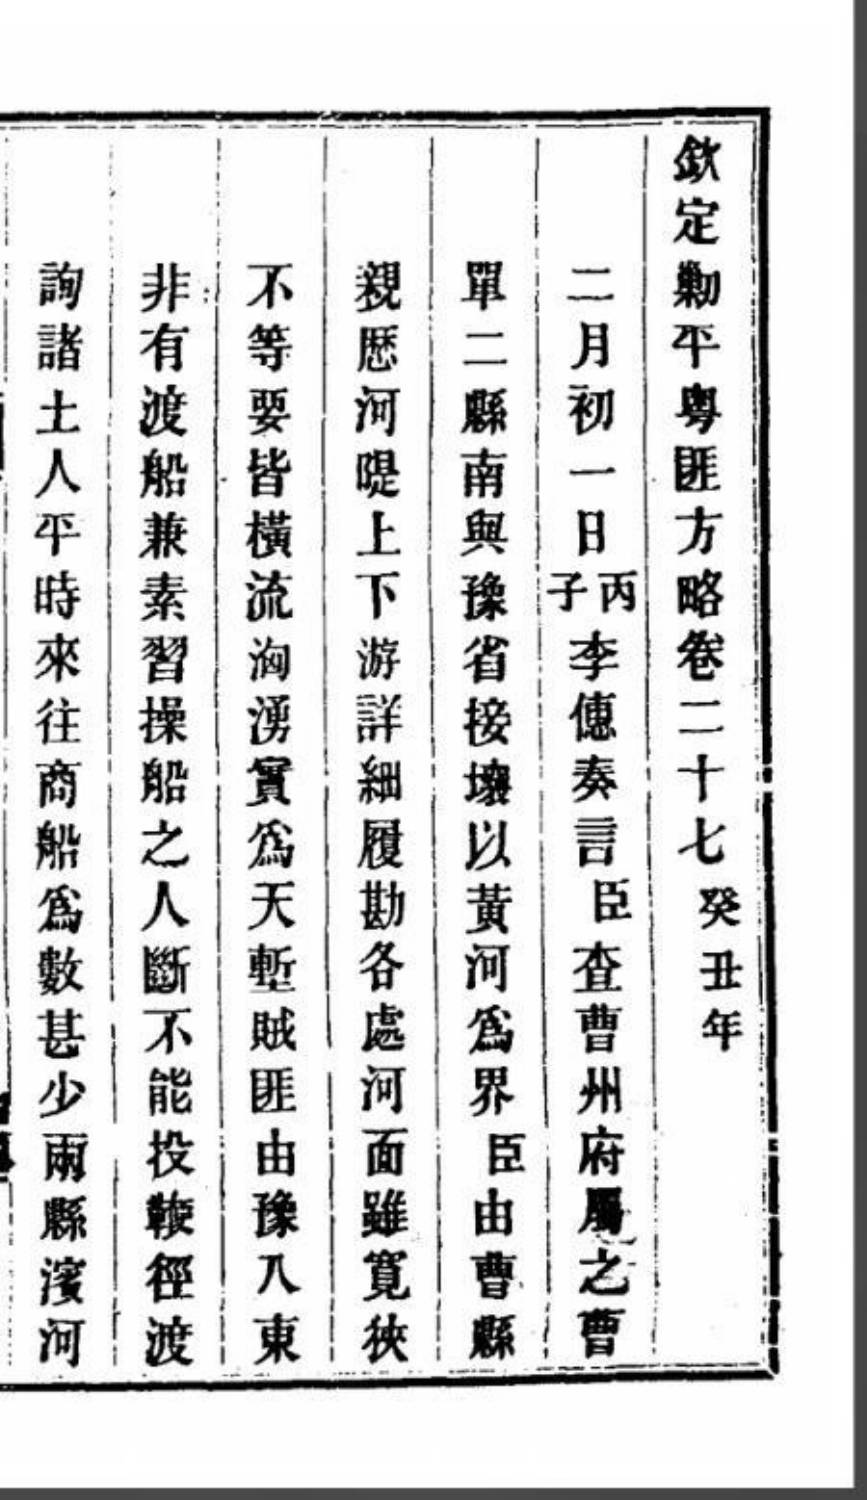 欽定勦平粵匪方略卷二十七 癸丑年
二月初一日丙子李僡奏言臣查曹州府屬之曹
單二縣南與豫省接壤以黃河爲界臣由曹縣
親歷河隄上下游詳細履勘各處河面雖寬狹
不等要皆橫流洶湧實爲天塹賊匪由豫入東
非有渡船兼素習操船之人斷不能投鞭徑渡
詢諸土人平時來往商船爲數甚少兩縣濱河